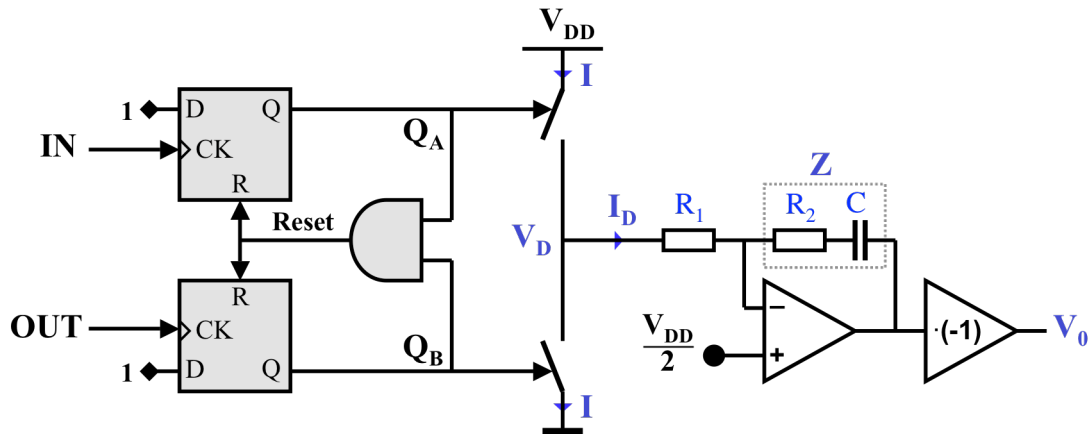 V_DD
I
1
D
Q
IN
CK
Q_A
R
Reset
Z
I_D
R_1
R_2
C
V_D
R
OUT
CK
1
D
Q
Q_B
V_DD
2
−
+
·(-1)
V_0
I